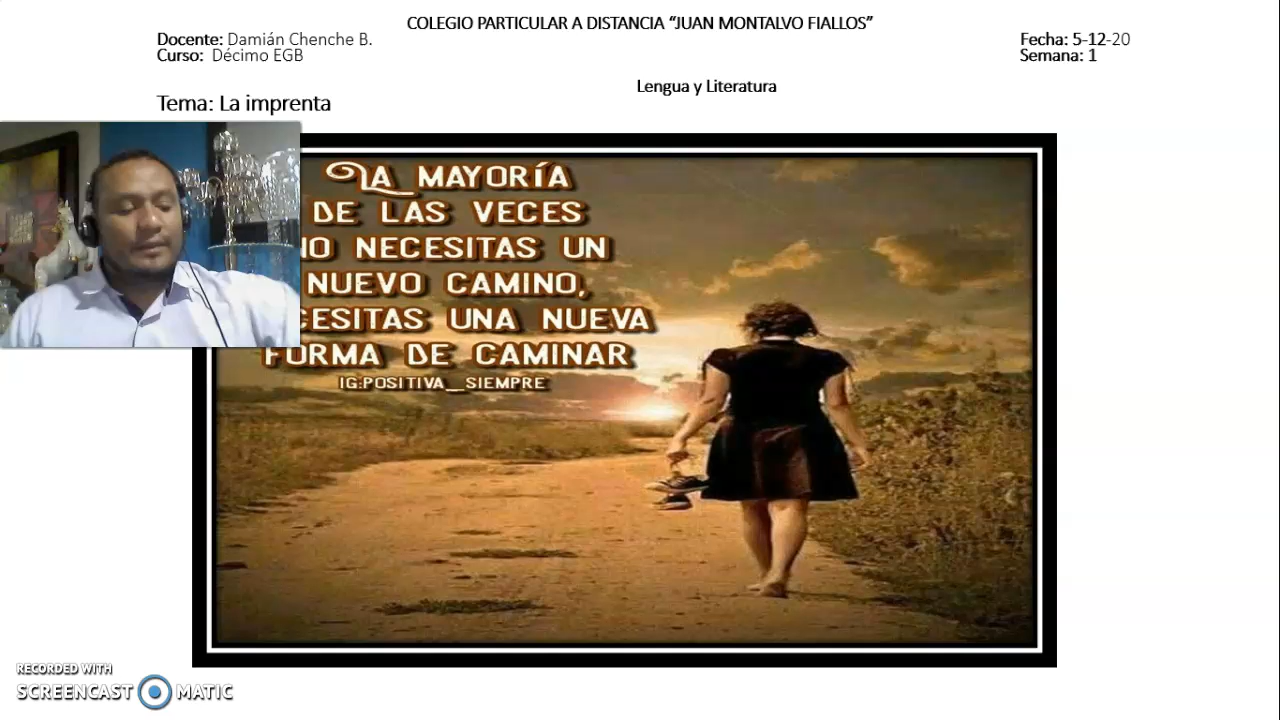 COLEGIO PARTICULAR A DISTANCIA “JUAN MONTALVO FIALLOS”
Docente: Damián Chenche B.
Fecha: 5-12-20
Curso: Décimo EGB
Semana: 1
Lengua y Literatura
Tema: La imprenta
LA MAYORÍA
DE LAS VECES
NO NECESITAS UN
NUEVO CAMINO,
UNA NUEVA
FORMA DE CAMINAR
IG:POSITIVA_SIEMPRE
RECORDED WITH
SCREENCAST MATIC